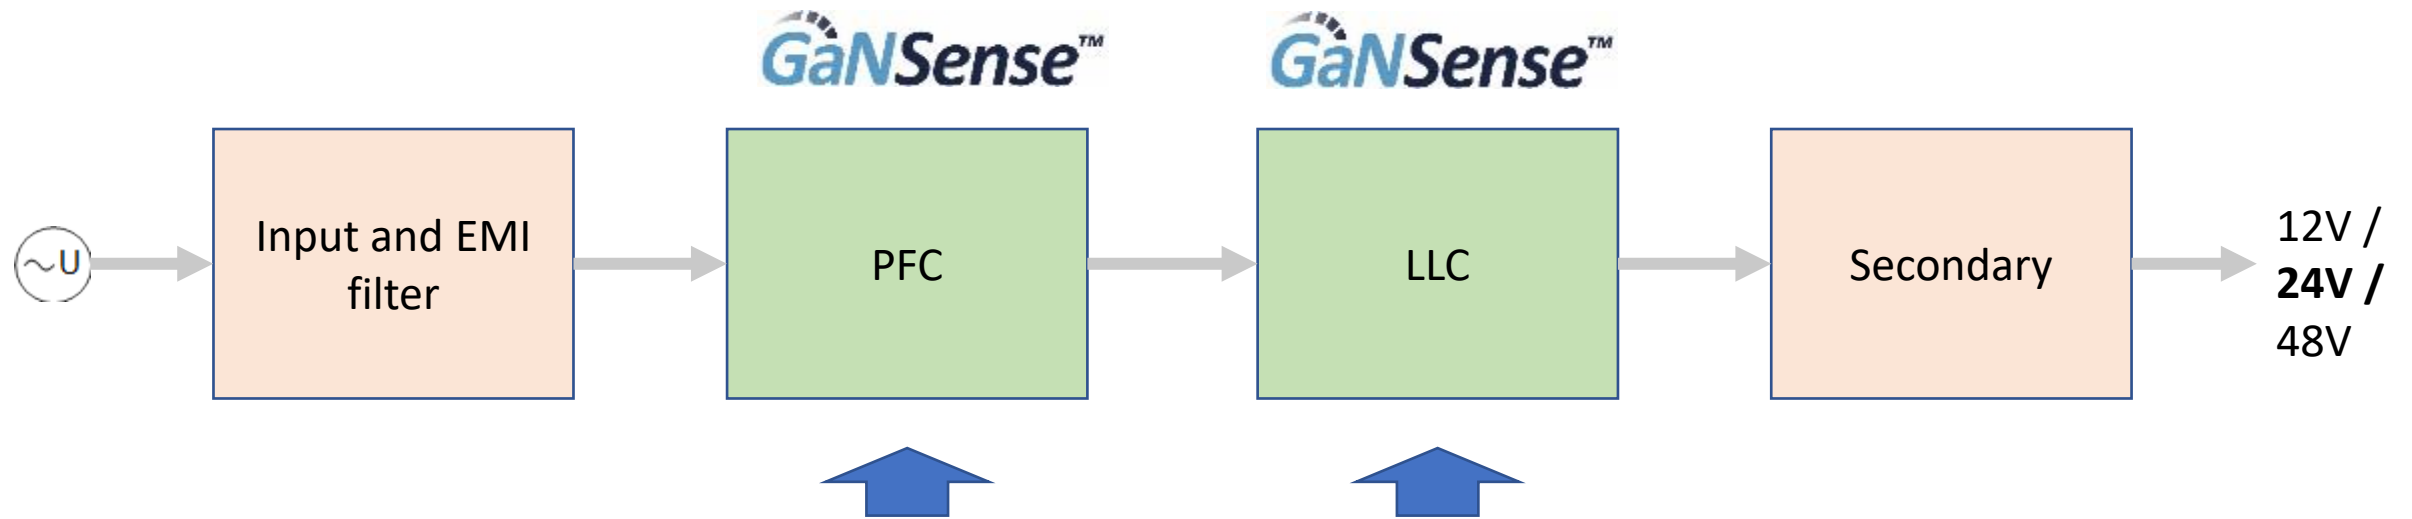 GaNSense™
GaNSense™
~U
Input and EMI
filter
PFC
LLC
Secondary
12V /
24V /
48V